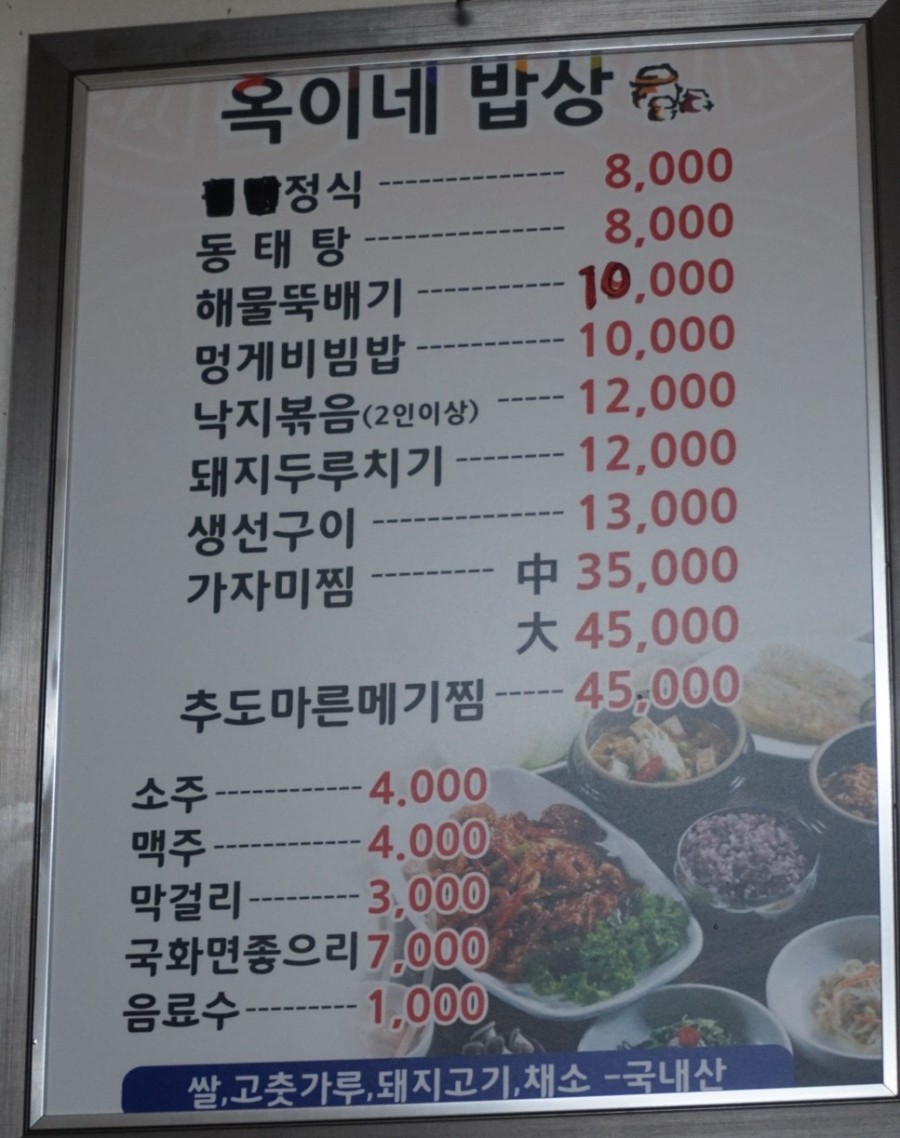 옥이네 밥상
정식 -------------- 8,000
동 태 탕 --------------- 8,000
해물뚝배기 ----------- 10,000
멍게비빔밥 ----------- 10,000
낙지볶음(2인이상) ----- 12,000
돼지두루치기 -------- 12,000
생선구이 -------------- 13,000
가자미찜 --------- 中 35,000
大 45,000
추도마른메기찜 ----- 45,000
소주 ------------ 4.000
맥주 ------------ 4.000
막걸리 --------- 3,000
국화면좋으리 7,000
음료수 --------- 1,000
쌀,고춧가루,돼지고기,채소 -국내산